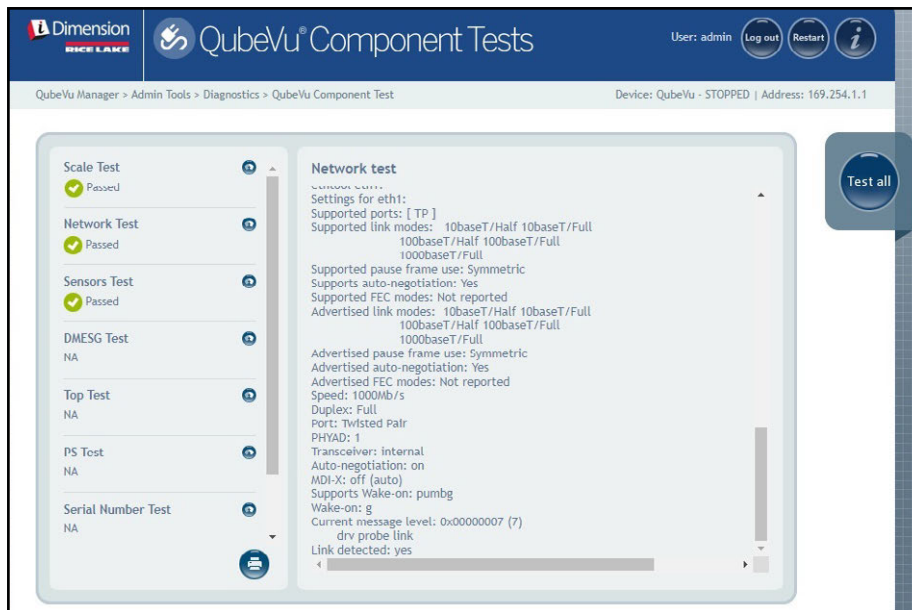 iDimension
RICE LAKE
QubeVu® Component Tests
User: admin
Log out
Restart
i
QubeVu Manager > Admin Tools > Diagnostics > QubeVu Component Test
Device: QubeVu - STOPPED | Address: 169.254.1.1
Scale Test
Passed
Network Test
Passed
Sensors Test
Passed
DMESG Test
NA
Top Test
NA
PS Test
NA
Serial Number Test
NA
Network test
Settings for eth1:
Supported ports: [ TP ]
Supported link modes: 10baseT/Half 10baseT/Full
100baseT/Half 100baseT/Full
1000baseT/Full
Supported pause frame use: Symmetric
Supports auto-negotiation: Yes
Supported FEC modes: Not reported
Advertised link modes: 10baseT/Half 10baseT/Full
100baseT/Half 100baseT/Full
1000baseT/Full
Advertised pause frame use: Symmetric
Advertised auto-negotiation: Yes
Advertised FEC modes: Not reported
Speed: 1000Mb/s
Duplex: Full
Port: Twisted Pair
PHYAD: 1
Transceiver: internal
Auto-negotiation: on
MDI-X: off (auto)
Supports Wake-on: pumbg
Wake-on: g
Current message level: 0x00000007 (7)
drv probe link
Link detected: yes
Test all